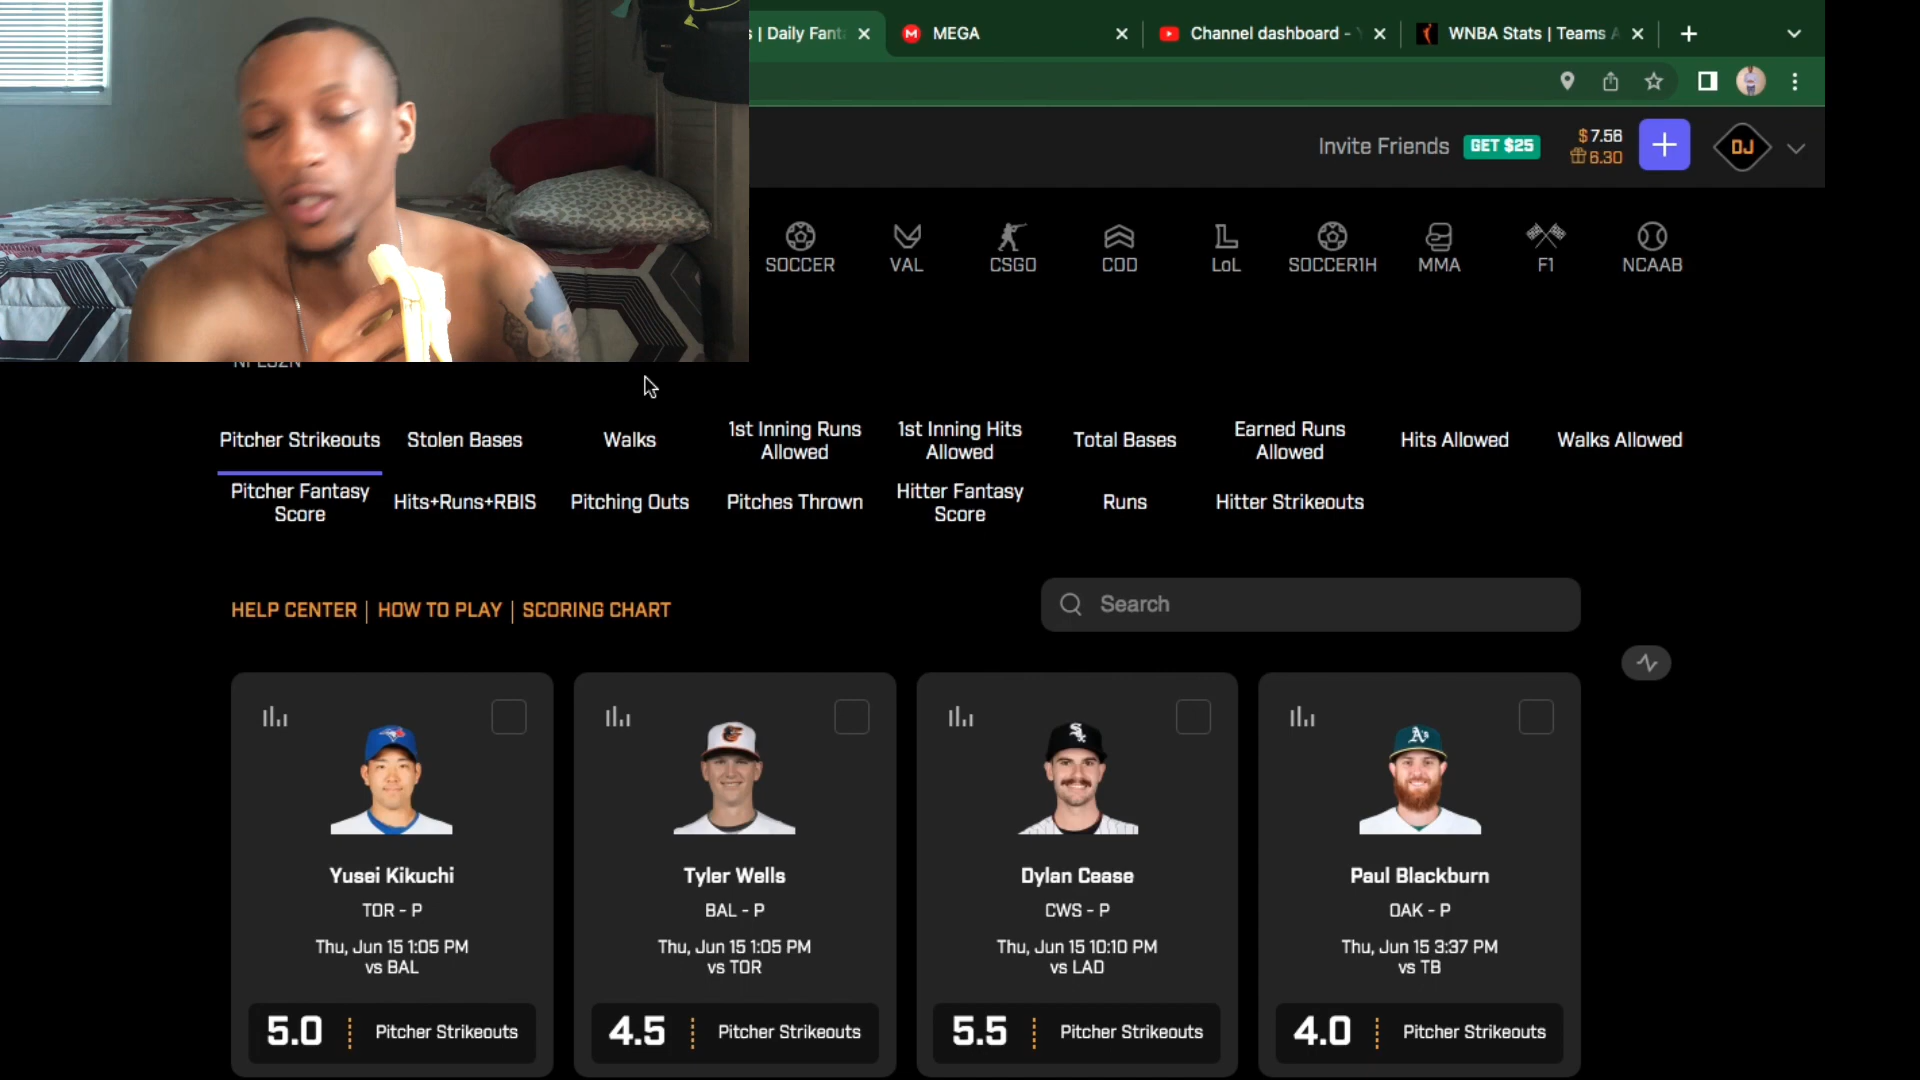 s | Daily Fant
MEGA
Channel dashboard -
WNBA Stats | Teams A
Invite Friends
GET $25
$ 7.56
6.30
DJ
SOCCER
VAL
CSGO
COD
LoL
SOCCER1H
MMA
F1
NCAAB
NFLSZN
Pitcher Strikeouts
Stolen Bases
Walks
1st Inning Runs
Allowed
1st Inning Hits
Allowed
Total Bases
Earned Runs
Allowed
Hits Allowed
Walks Allowed
Pitcher Fantasy
Score
Hits+Runs+RBIS
Pitching Outs
Pitches Thrown
Hitter Fantasy
Score
Runs
Hitter Strikeouts
HELP CENTER | HOW TO PLAY | SCORING CHART
Search
Yusei Kikuchi
TOR - P
Thu, Jun 15 1:05 PM
vs BAL
5.0
Pitcher Strikeouts
Tyler Wells
BAL - P
Thu, Jun 15 1:05 PM
vs TOR
4.5
Pitcher Strikeouts
Dylan Cease
CWS - P
Thu, Jun 15 10:10 PM
vs LAD
5.5
Pitcher Strikeouts
Paul Blackburn
OAK - P
Thu, Jun 15 3:37 PM
vs TB
4.0
Pitcher Strikeouts